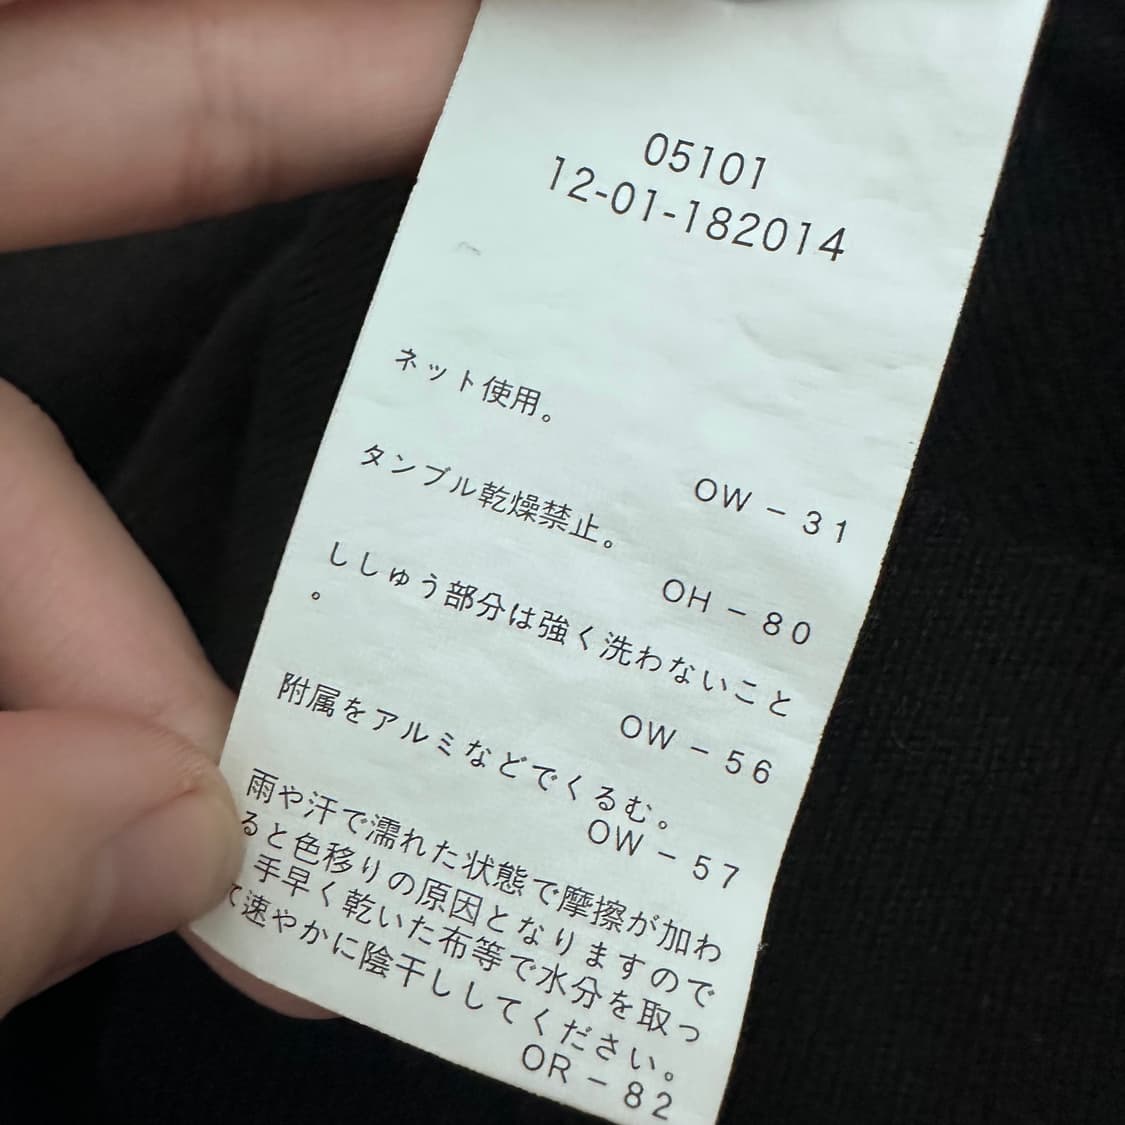 05101
12-01-182014
ネット使用。
OW-31
タンブル乾燥禁止。
OH-80
ししゅう部分は強く洗わないこと
。
OW-56
附属をアルミなどでくるむ。
OW-57
雨や汗で濡れた状態で摩擦が加わ
ると色移りの原因となりますので
手早く乾いた布等で水分を取っ
て速やかに陰干ししてください。
OR-82